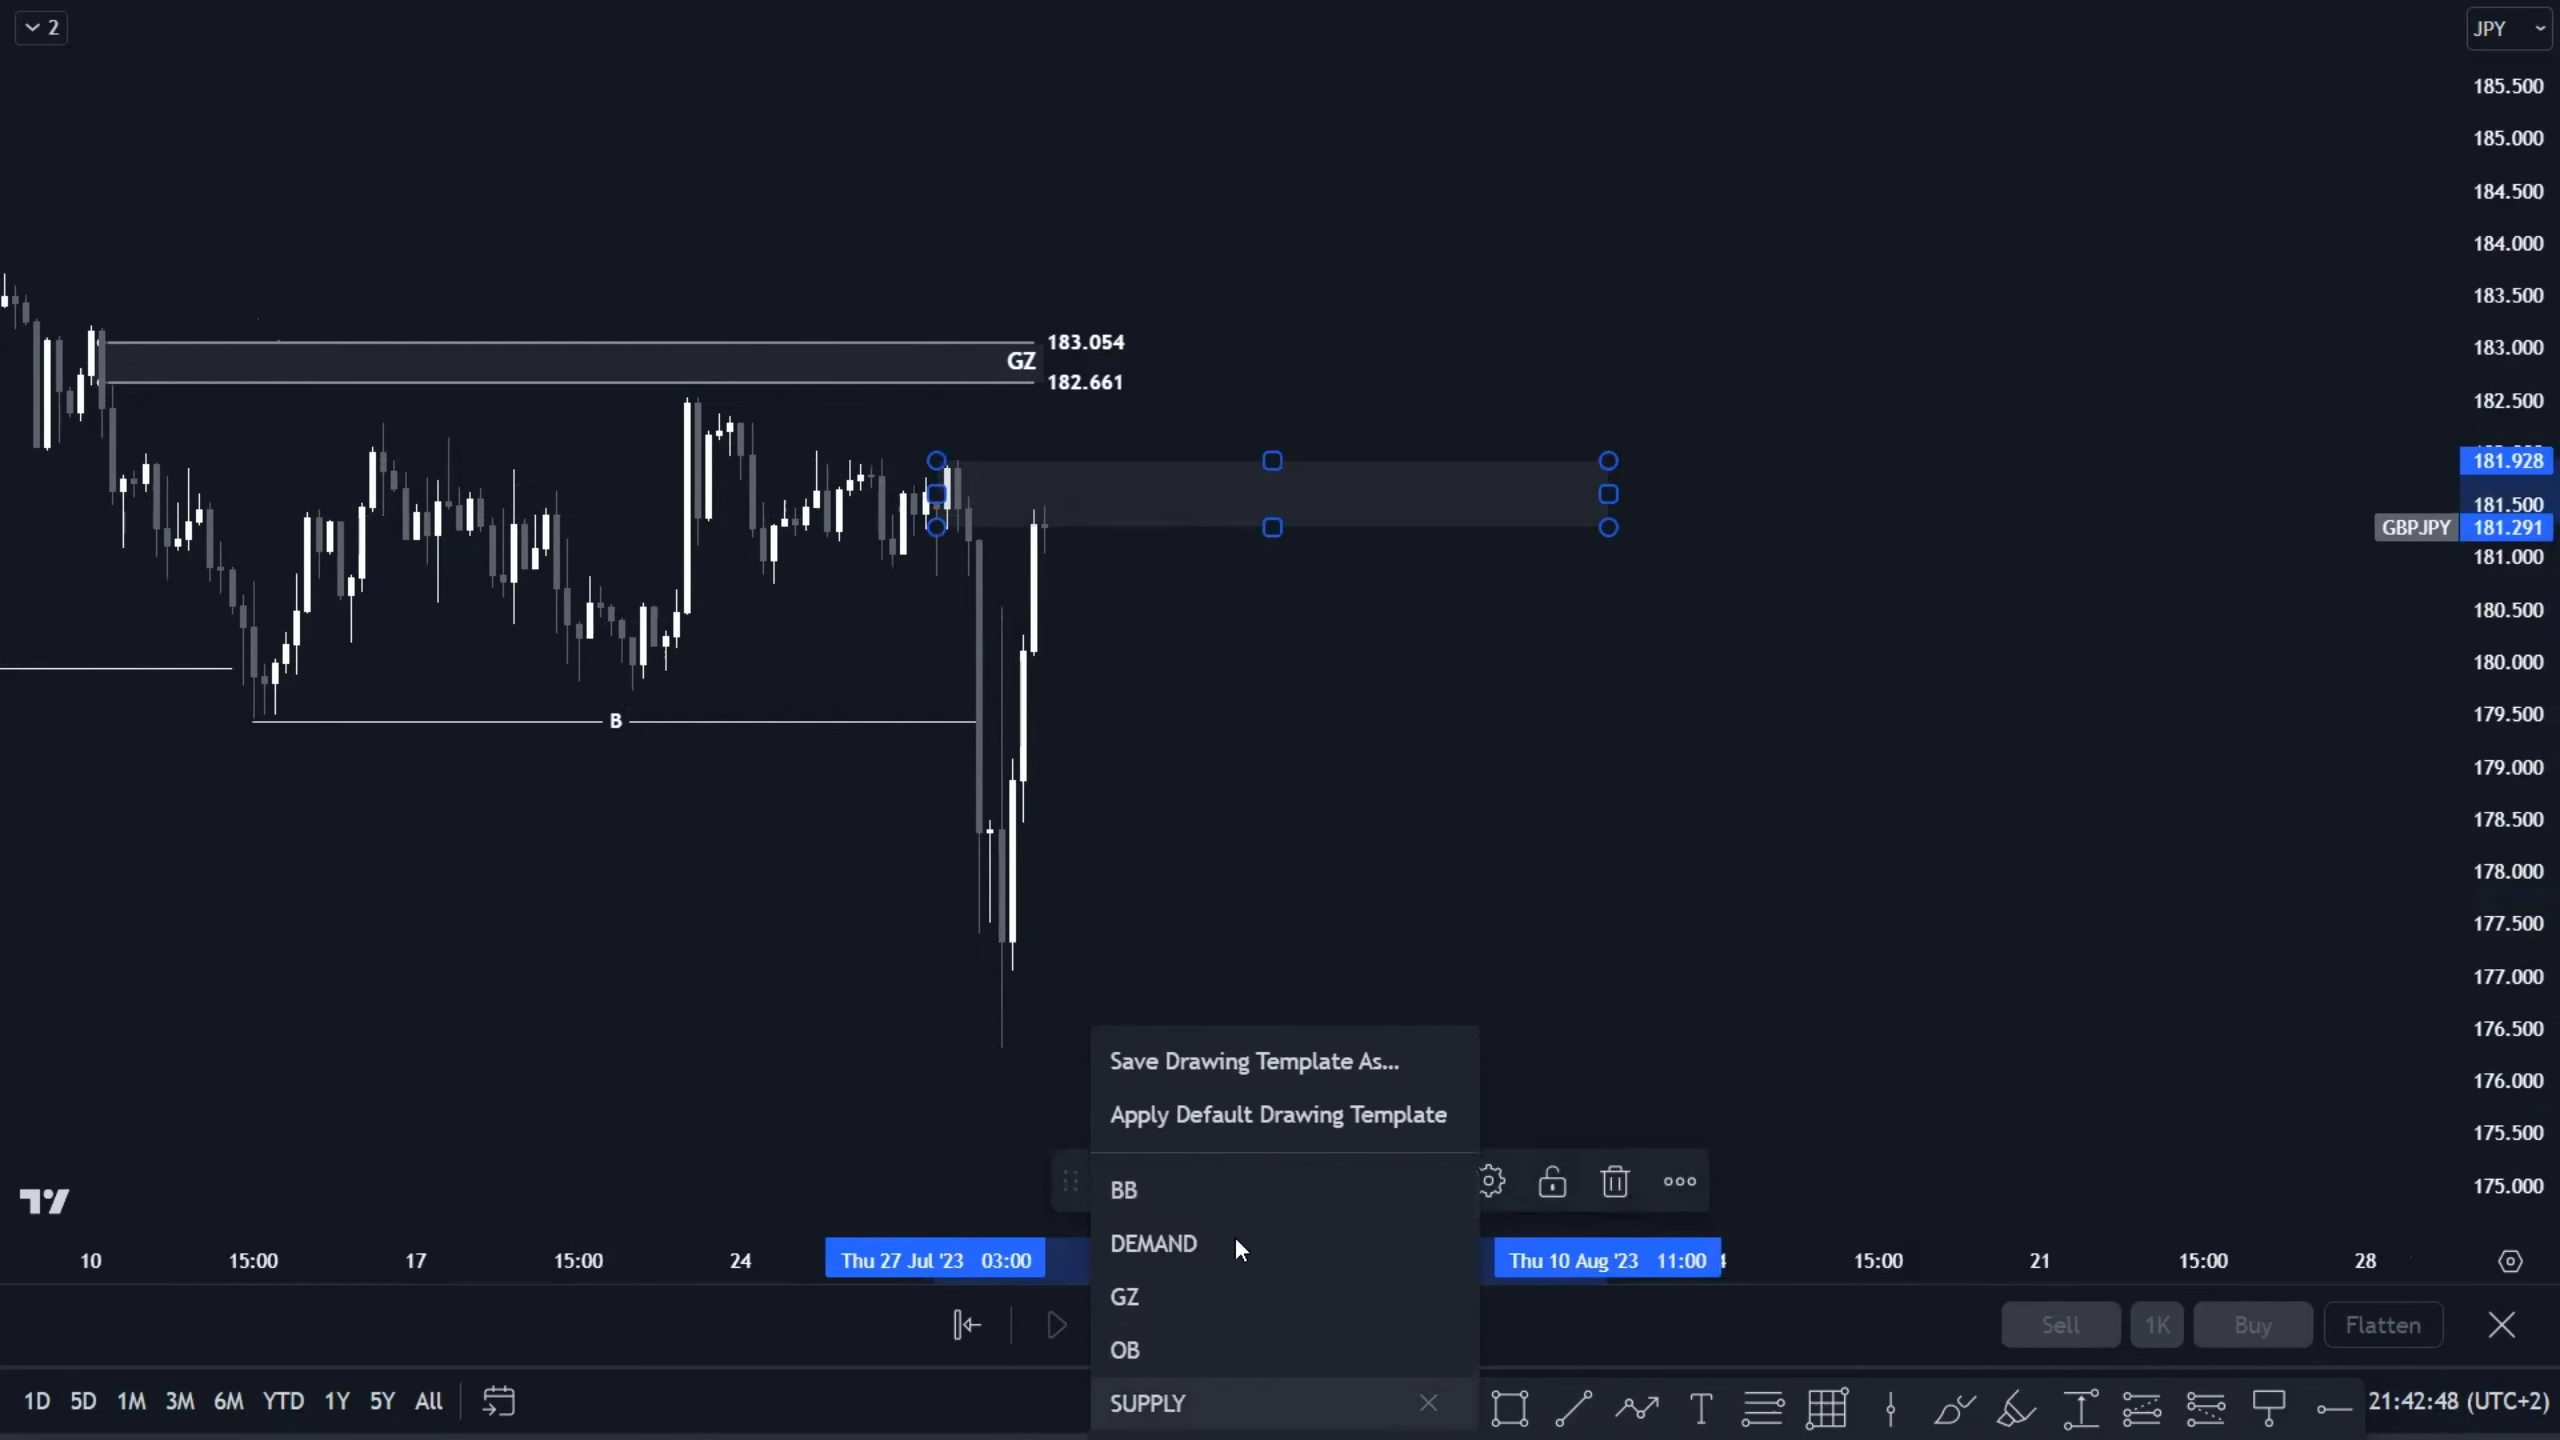 2
JPY
185.500
185.000
184.500
184.000
183.500
183.000
182.500
181.928
181.500
GBPJPY 181.291
181.000
180.500
180.000
179.500
179.000
178.500
178.000
177.500
177.000
176.500
176.000
175.500
175.000
183.054
GZ
182.661
B
Save Drawing Template As...
Apply Default Drawing Template
BB
DEMAND
GZ
OB
SUPPLY
10 15:00 17 15:00 24 Thu 27 Jul '23 03:00 Thu 10 Aug '23 11:00 4 15:00 21 15:00 28
Sell 1K Buy Flatten
1D 5D 1M 3M 6M YTD 1Y 5Y All
21:42:48 (UTC+2)